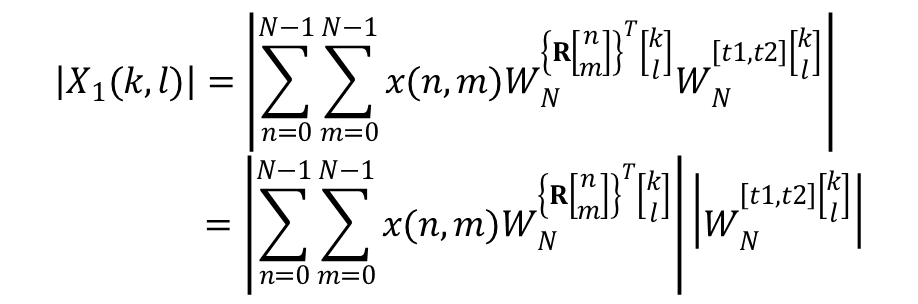 $|X_1(k,l)| = \left| \sum_{n=0}^{N-1} \sum_{m=0}^{N-1} x(n,m) W_N^{\left\{\mathbf{R}\begin{bmatrix} n \\ m \end{bmatrix}\right\}^T \begin{bmatrix} k \\ l \end{bmatrix}} W_N^{[t1,t2]\begin{bmatrix} k \\ l \end{bmatrix}} \right|$
$= \left| \sum_{n=0}^{N-1} \sum_{m=0}^{N-1} x(n,m) W_N^{\left\{\mathbf{R}\begin{bmatrix} n \\ m \end{bmatrix}\right\}^T \begin{bmatrix} k \\ l \end{bmatrix}} \right| \left| W_N^{[t1,t2]\begin{bmatrix} k \\ l \end{bmatrix}} \right|$